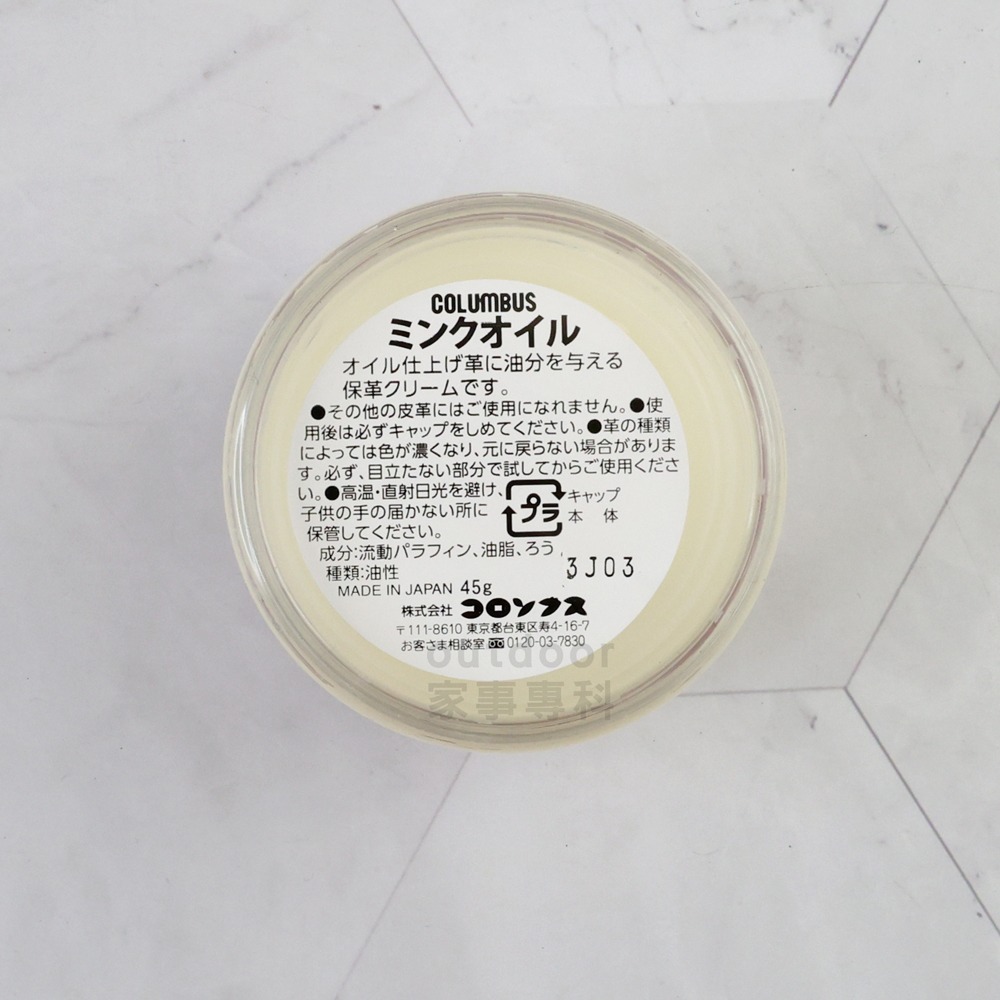 COLUMBUS
ミンクオイル
オイル仕上げ革に油分を与える
保革クリームです。
●その他の皮革にはご使用になれません。●使
用後は必ずキャップをしめてください。●革の種類
によっては色が濃くなり、元に戻らない場合がありま
す。必ず、目立たない部分で試してからご使用くださ
い。●高温・直射日光を避け、
子供の手の届かない所に
保管してください。
プラ
キャップ
本 体
成分:流動パラフィン、油脂、ろう
種類:油性
3J03
MADE IN JAPAN 45g
株式会社 コロンブス
〒111-8610 東京都台東区寿4-16-7
お客さま相談室 0120-03-7830
outdoor
家事專科